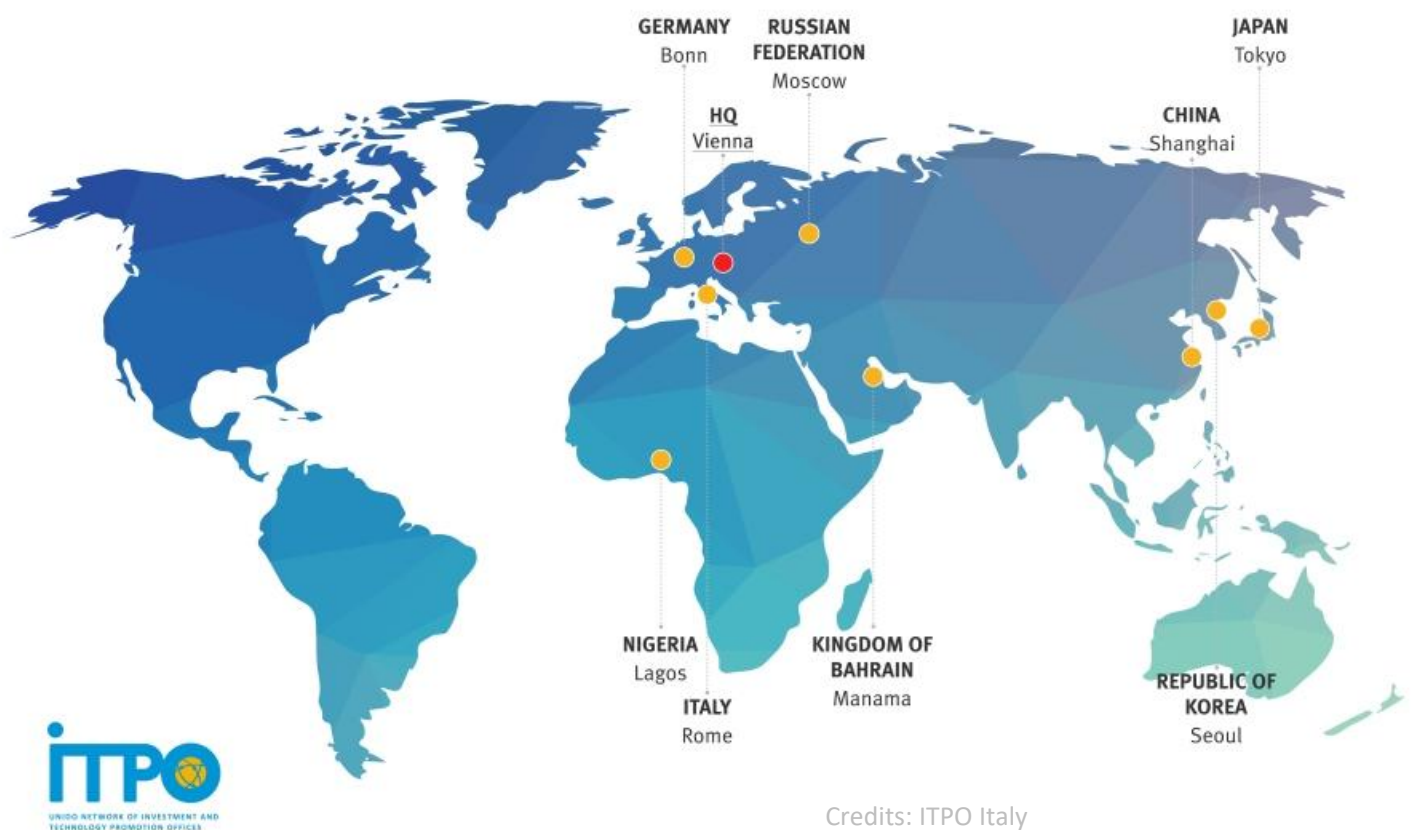 GERMANY
Bonn
RUSSIAN
FEDERATION
Moscow
JAPAN
Tokyo
HQ
Vienna
CHINA
Shanghai
NIGERIA
Lagos
ITALY
Rome
KINGDOM OF
BAHRAIN
Manama
REPUBLIC OF
KOREA
Seoul
iTPO
UNIDO NETWORK OF INVESTMENT AND
TECHNOLOGY PROMOTION OFFICES
Credits: ITPO Italy